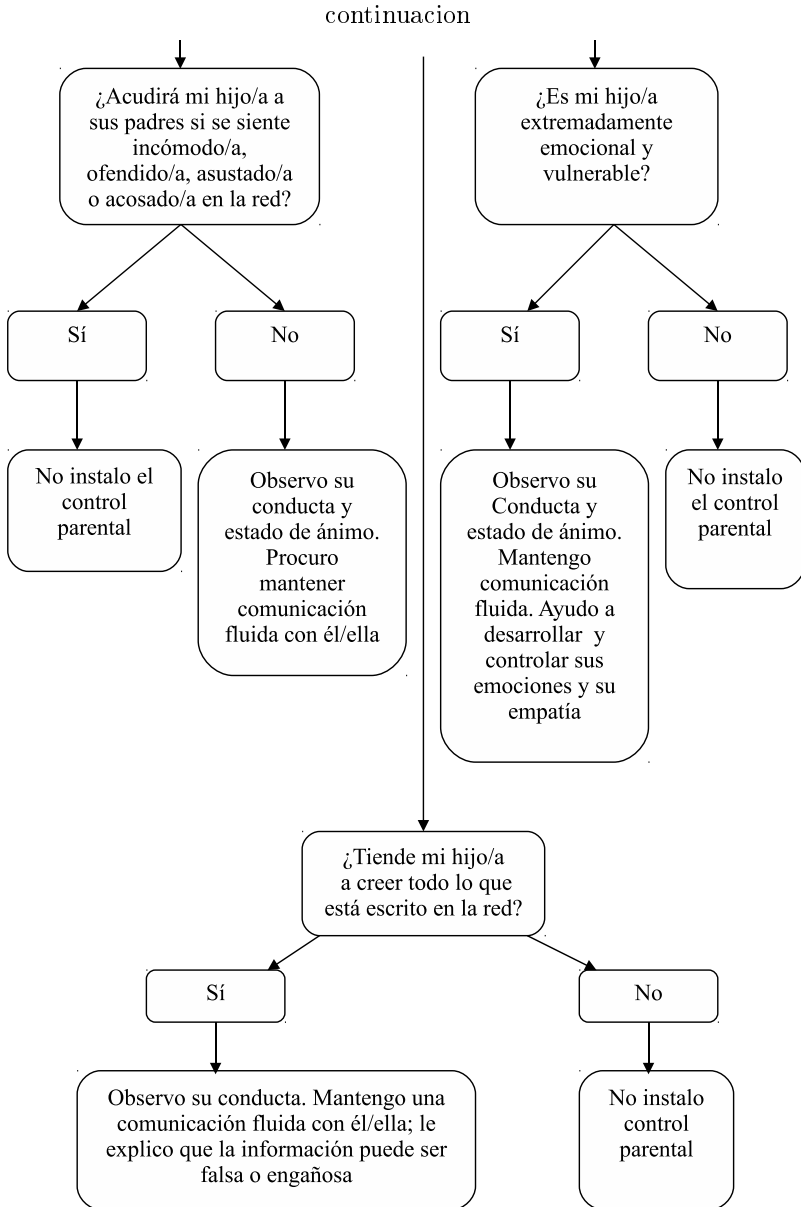 continuacion
¿Acudirá mi hijo/a a
sus padres si se siente
incómodo/a,
ofendido/a, asustado/a
o acosado/a en la red?
¿Es mi hijo/a
extremadamente
emocional y
vulnerable?
Sí
No
Sí
No
No instalo el
control
parental
Observo su
conducta y
estado de ánimo.
Procuro
mantener
comunicación
fluida con él/ella
Observo su
Conducta y
estado de ánimo.
Mantengo
comunicación
fluida. Ayudo a
desarrollar y
controlar sus
emociones y su
empatía
No instalo
el control
parental
¿Tiende mi hijo/a
a creer todo lo que
está escrito en la red?
Sí
No
Observo su conducta. Mantengo una
comunicación fluida con él/ella; le
explico que la información puede ser
falsa o engañosa
No instalo
control
parental